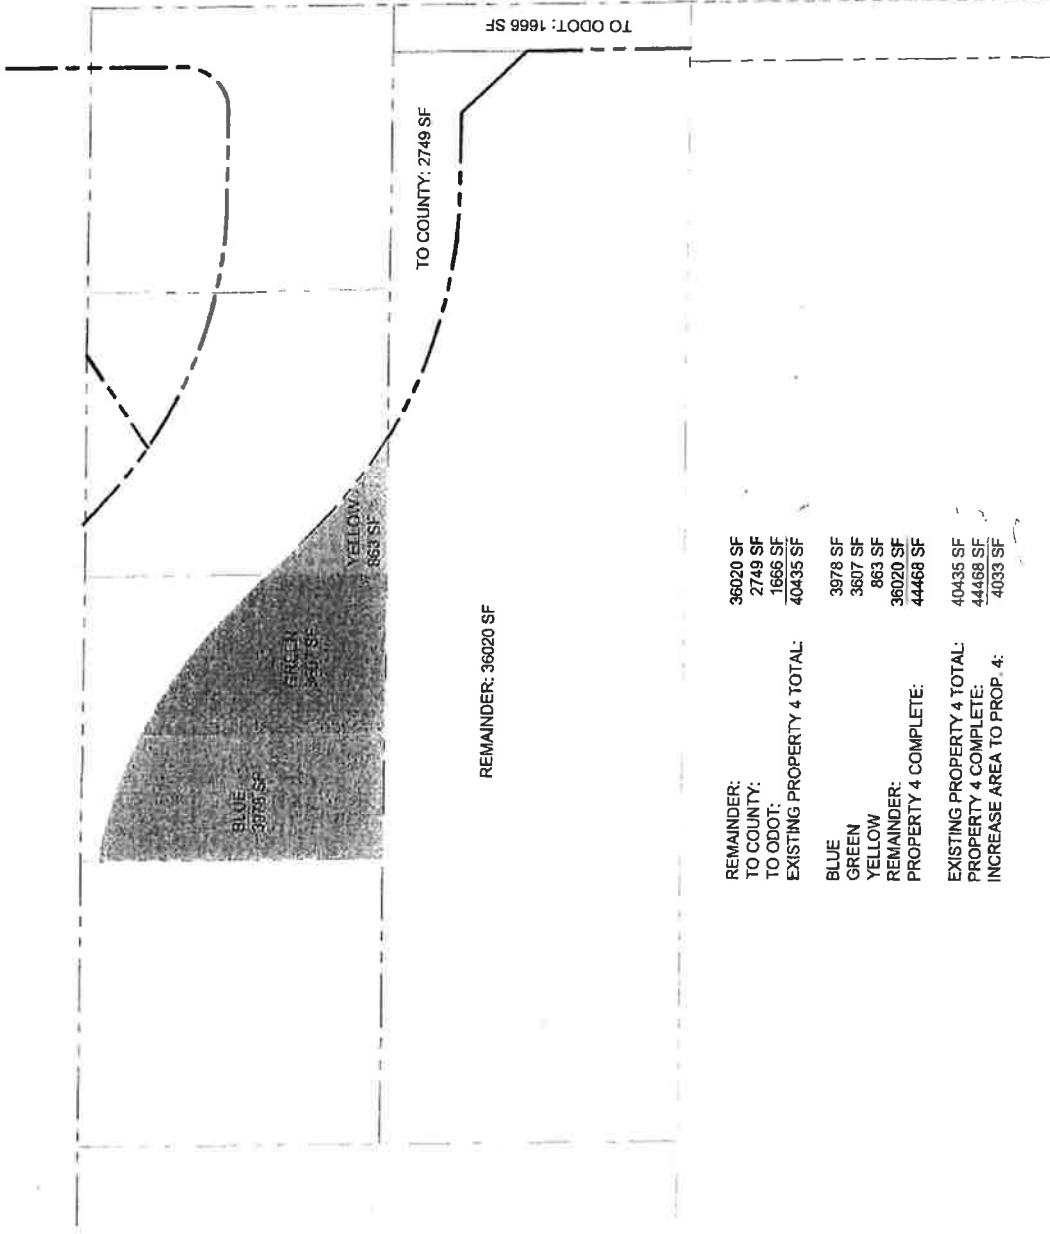 TO ODOT: 1666 SF
TO COUNTY: 2749 SF
YELLOW
863 SF
GREEN
3607 SF
BLUE
3978 SF
REMAINDER: 36020 SF
REMAINDER: 36020 SF
TO COUNTY: 2749 SF
TO ODOT: 1666 SF
EXISTING PROPERTY 4 TOTAL: 40435 SF
BLUE 3978 SF
GREEN 3607 SF
YELLOW 863 SF
REMAINDER: 36020 SF
PROPERTY 4 COMPLETE: 44468 SF
EXISTING PROPERTY 4 TOTAL: 40435 SF
PROPERTY 4 COMPLETE: 44468 SF
INCREASE AREA TO PROP. 4: 4033 SF